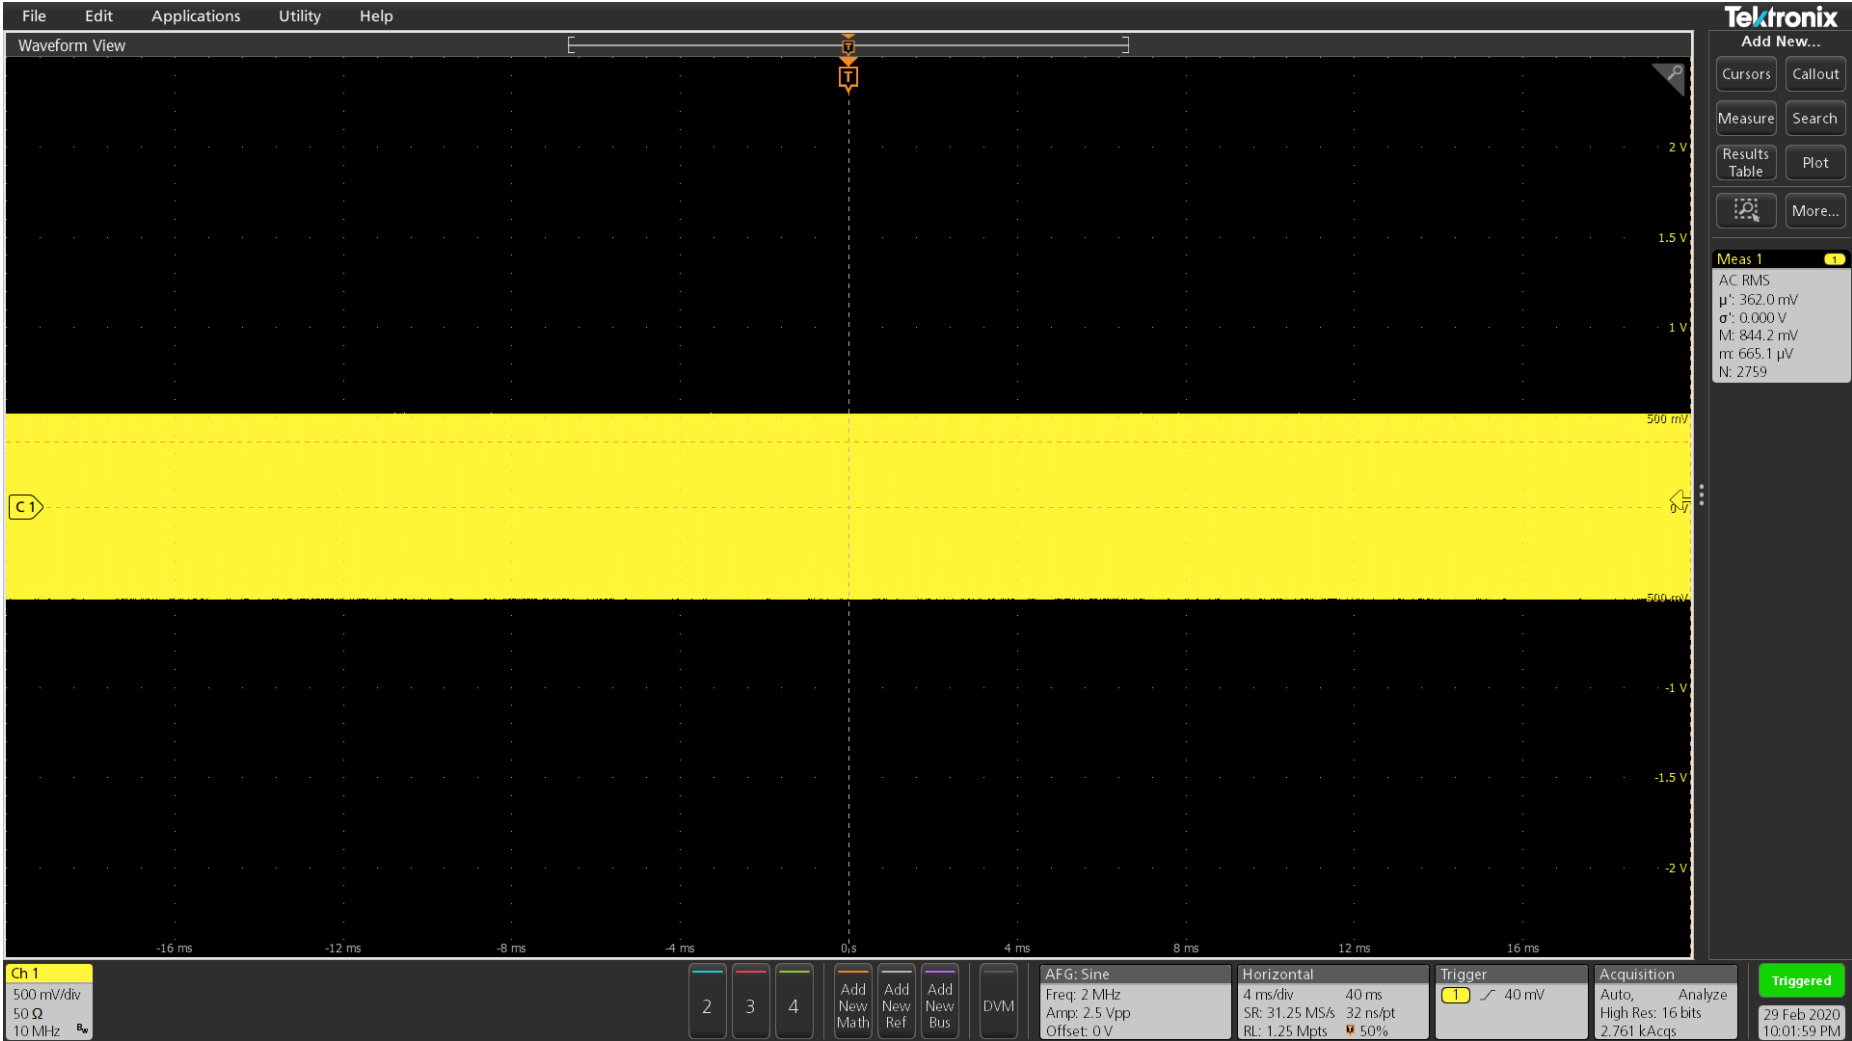 File Edit Applications Utility Help
Tektronix
Waveform View
Add New...
Cursors Callout
Measure Search
Results Table Plot
More...
T
T
2 V
1.5 V
1 V
500 mV
0 V
-500 mV
-1 V
-1.5 V
-2 V
C 1
Meas 1 1
AC RMS
µ': 362.0 mV
σ': 0.000 V
M: 844.2 mV
m: 665.1 µV
N: 2759
-16 ms -12 ms -8 ms -4 ms 0 s 4 ms 8 ms 12 ms 16 ms
Ch 1
500 mV/div
50 Ω
10 MHz Bw
2 3 4
Add New Math
Add New Ref
Add New Bus
DVM
AFG: Sine
Freq: 2 MHz
Amp: 2.5 Vpp
Offset: 0 V
Horizontal
4 ms/div 40 ms
SR: 31.25 MS/s 32 ns/pt
RL: 1.25 Mpts 50%
Trigger
1 40 mV
Acquisition
Auto, Analyze
High Res: 16 bits
2.761 kAcqs
Triggered
29 Feb 2020
10:01:59 PM